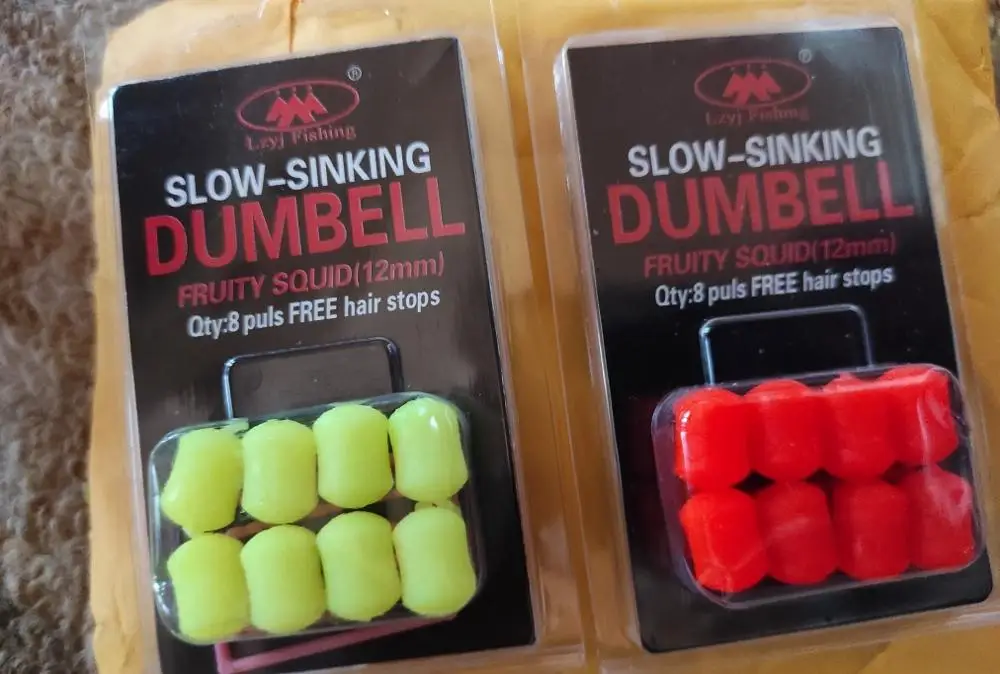 ®
Lzyj Fishing
SLOW-SINKING
DUMBELL
FRUITY SQUID(12mm)
Qty:8 puls FREE hair stops
®
Lzyj Fishing
SLOW-SINKING
DUMBELL
FRUITY SQUID(12mm)
Qty:8 puls FREE hair stops